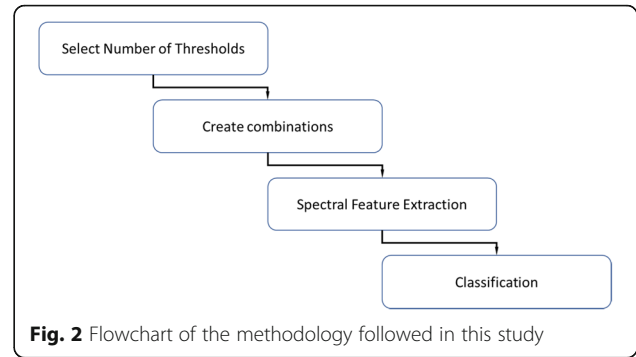 Select Number of Thresholds
Create combinations
Spectral Feature Extraction
Classification
Fig. 2 Flowchart of the methodology followed in this study